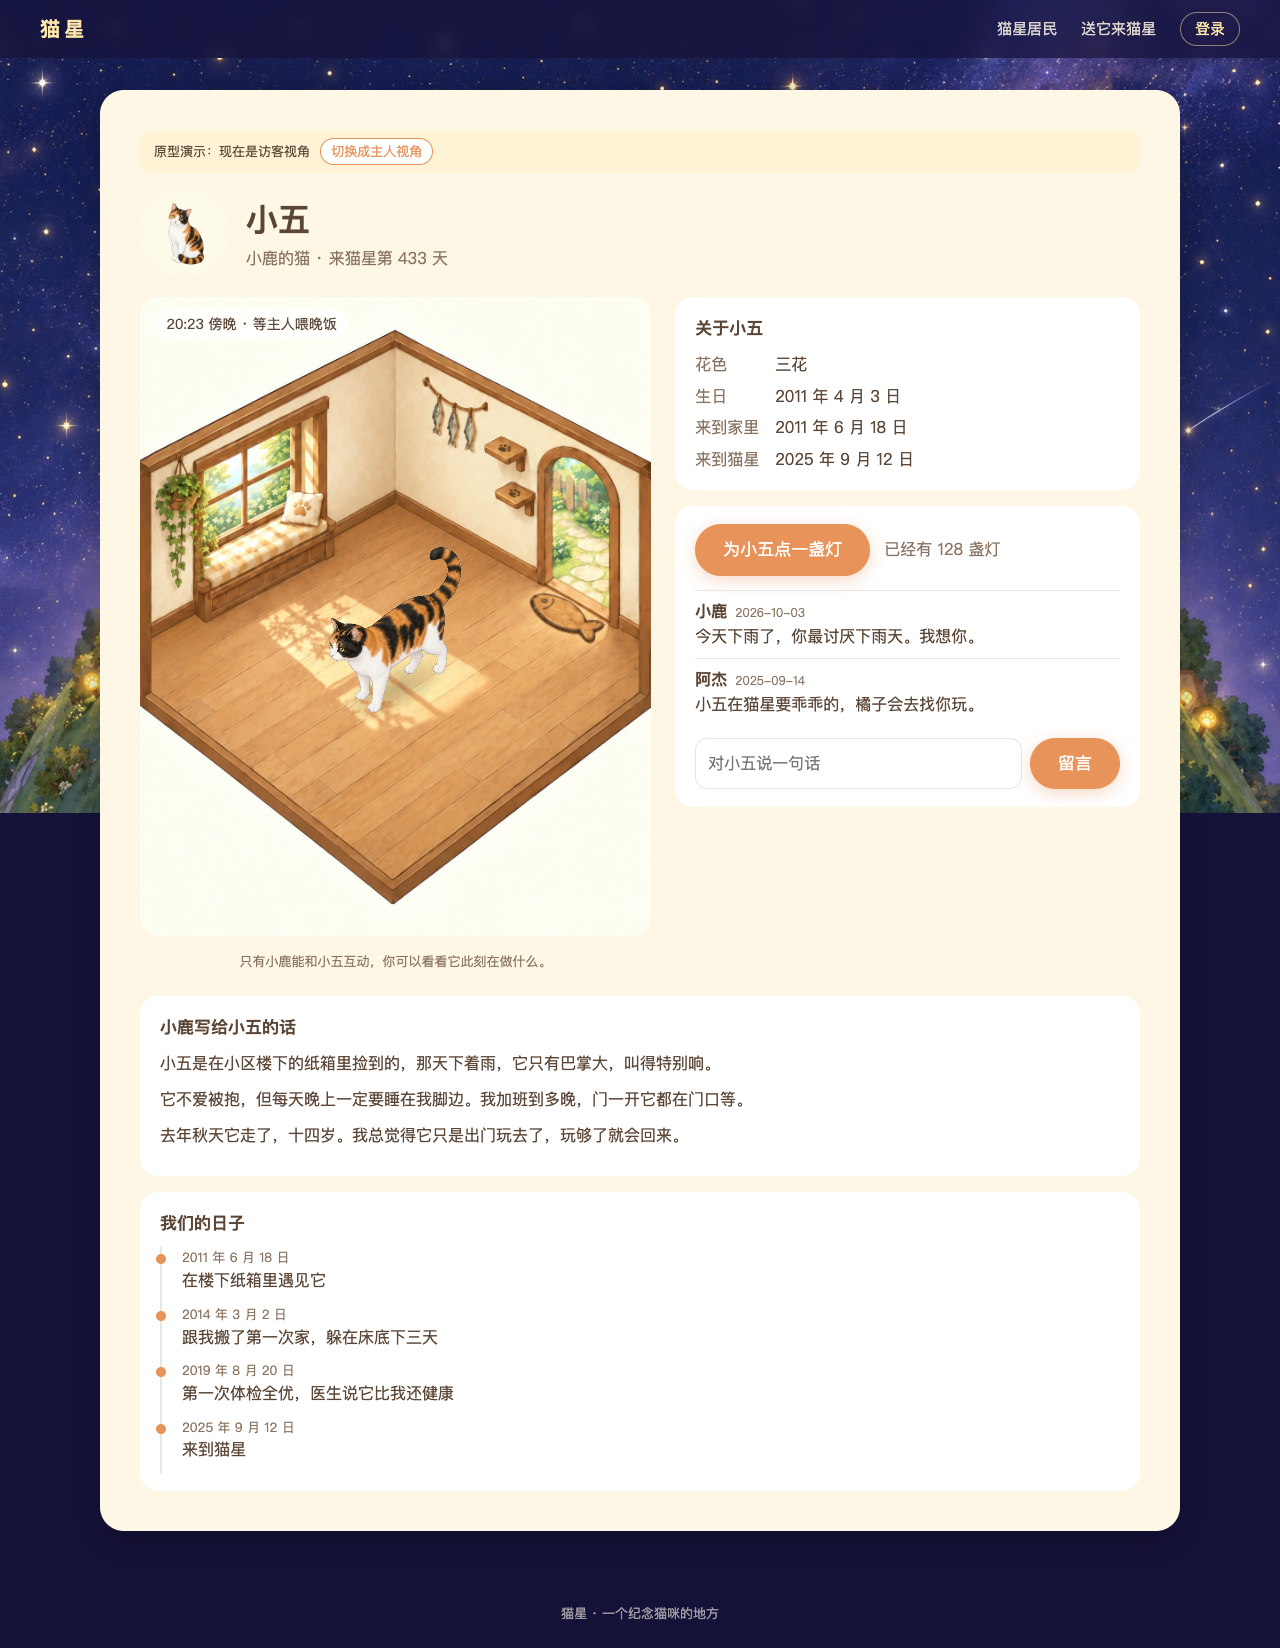 猫星
猫星居民
送它来猫星
登录
原型演示：现在是访客视角
切换成主人视角
小五
小鹿的猫 · 来猫星第 433 天
20:23 傍晚 · 等主人喂晚饭
只有小鹿能和小五互动，你可以看看它此刻在做什么。
关于小五
花色 三花
生日 2011 年 4 月 3 日
来到家里 2011 年 6 月 18 日
来到猫星 2025 年 9 月 12 日
为小五点一盏灯
已经有 128 盏灯
小鹿 2026-10-03
今天下雨了，你最讨厌下雨天。我想你。
阿杰 2025-09-14
小五在猫星要乖乖的，橘子会去找你玩。
对小五说一句话
留言
小鹿写给小五的话
小五是在小区楼下的纸箱里捡到的，那天下着雨，它只有巴掌大，叫得特别响。
它不爱被抱，但每天晚上一定要睡在我脚边。我加班到多晚，门一开它都在门口等。
去年秋天它走了，十四岁。我总觉得它只是出门玩去了，玩够了就会回来。
我们的日子
2011 年 6 月 18 日
在楼下纸箱里遇见它
2014 年 3 月 2 日
跟我搬了第一次家，躲在床底下三天
2019 年 8 月 20 日
第一次体检全优，医生说它比我还健康
2025 年 9 月 12 日
来到猫星
猫星 · 一个纪念猫咪的地方